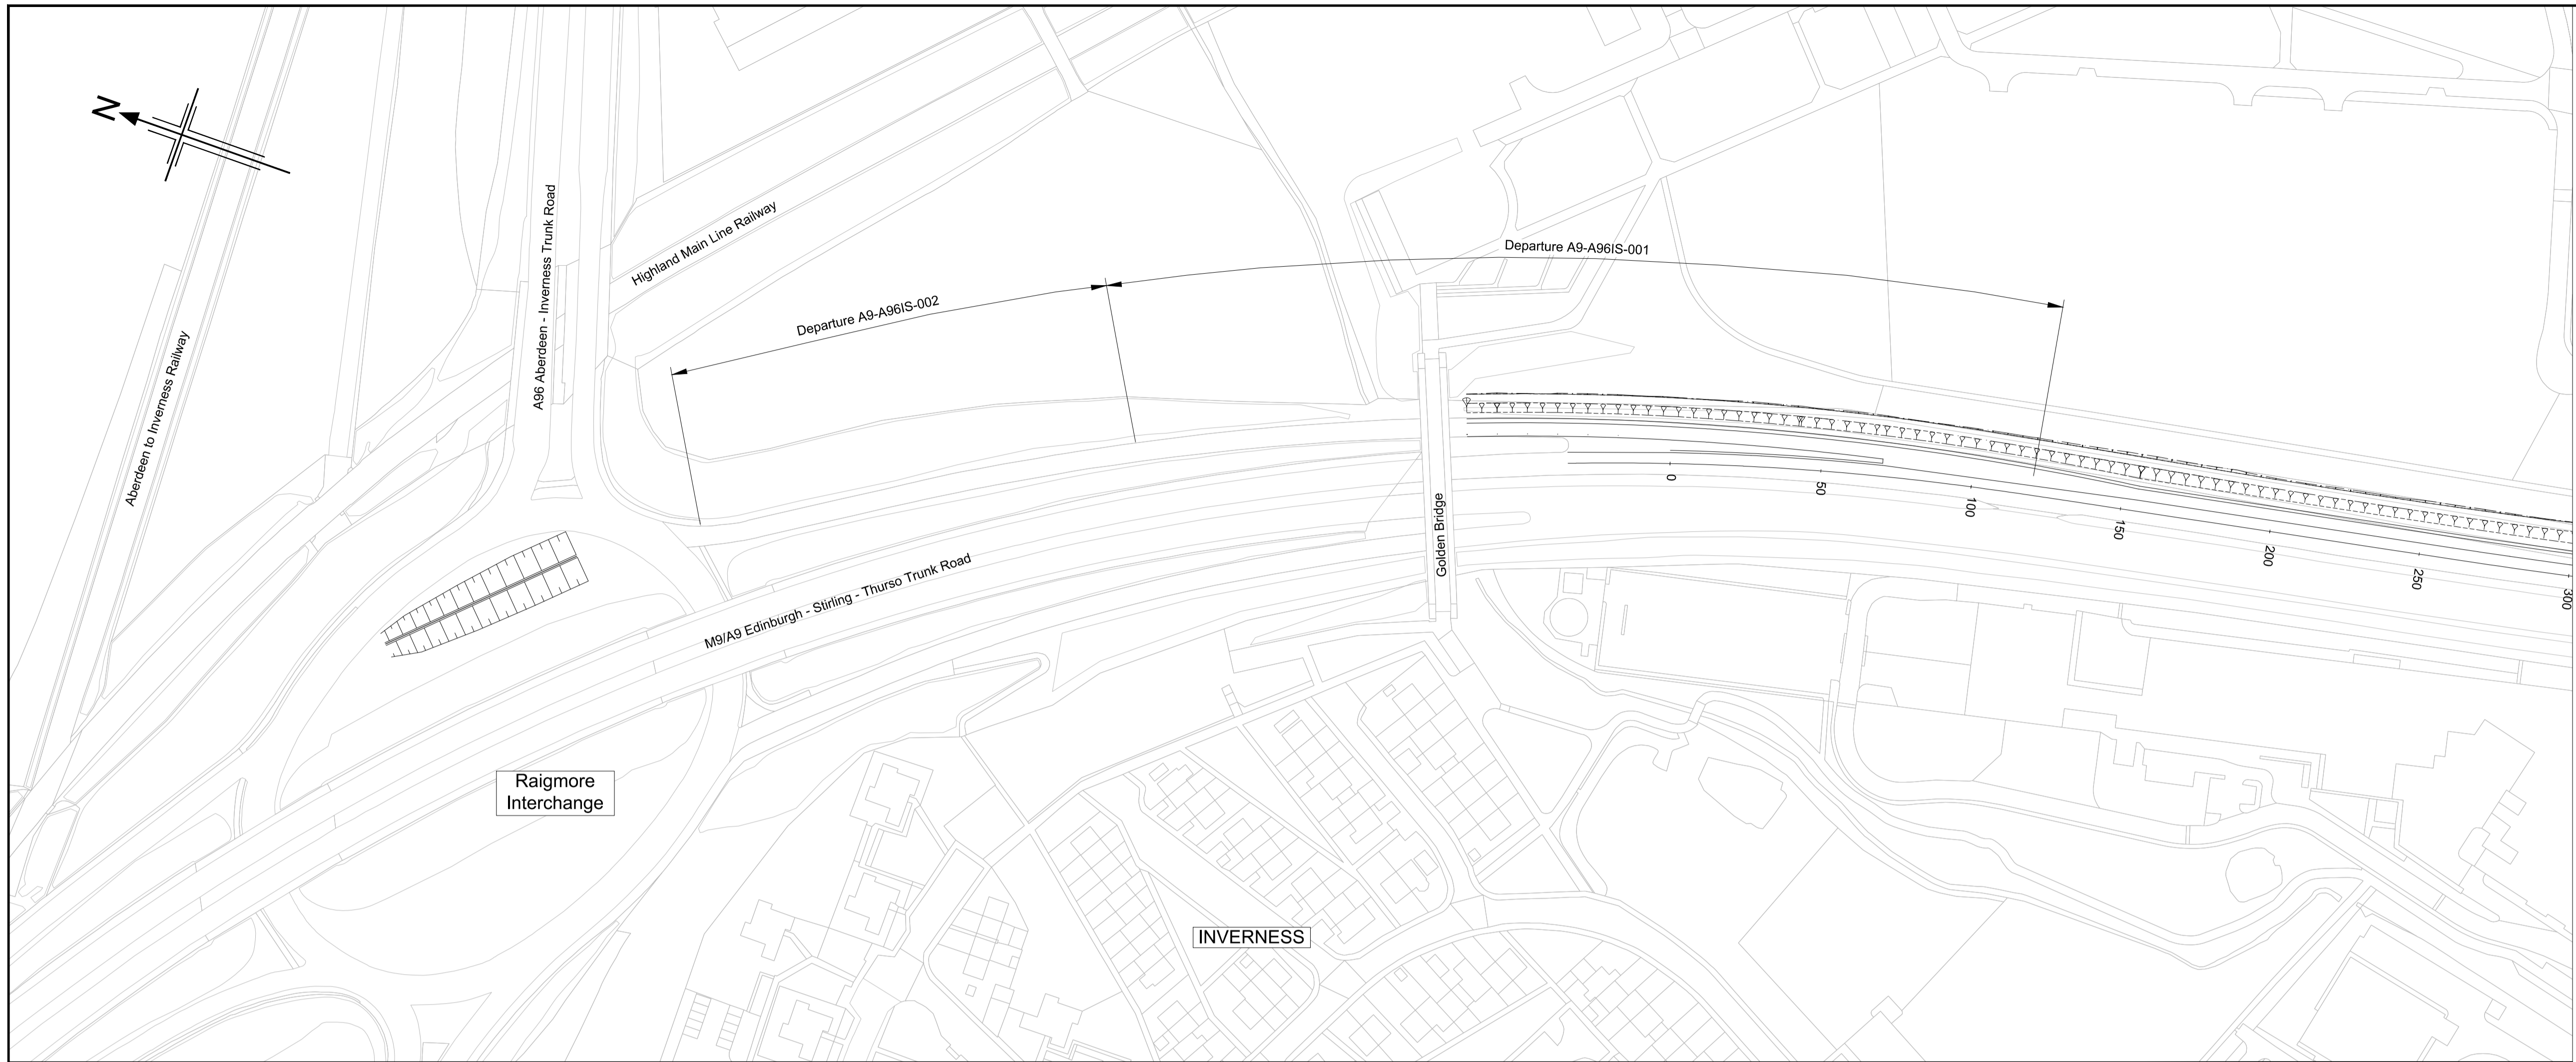 N
Aberdeen to Inverness Railway
A96 Aberdeen - Inverness Trunk Road
Highland Main Line Railway
Departure A9-A96IS-002
Departure A9-A96IS-001
M9/A9 Edinburgh - Stirling - Thurso Trunk Road
Golden Bridge
0
50
100
150
200
250
300
Raigmore
Interchange
INVERNESS